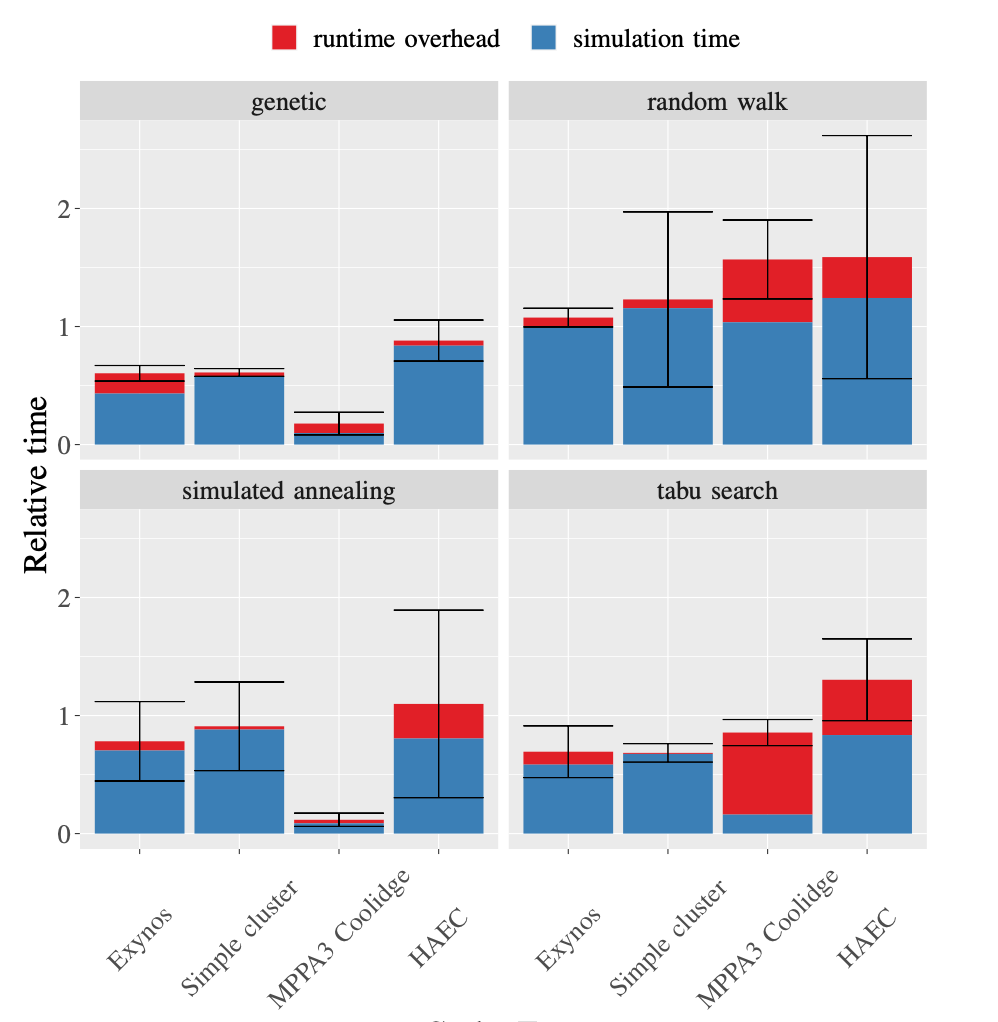 runtime overhead simulation time
genetic random walk
2
1
0
Relative time
simulated annealing tabu search
2
1
0
Exynos
Simple cluster
MPPA3 Coolidge
HAEC
Exynos
Simple cluster
MPPA3 Coolidge
HAEC